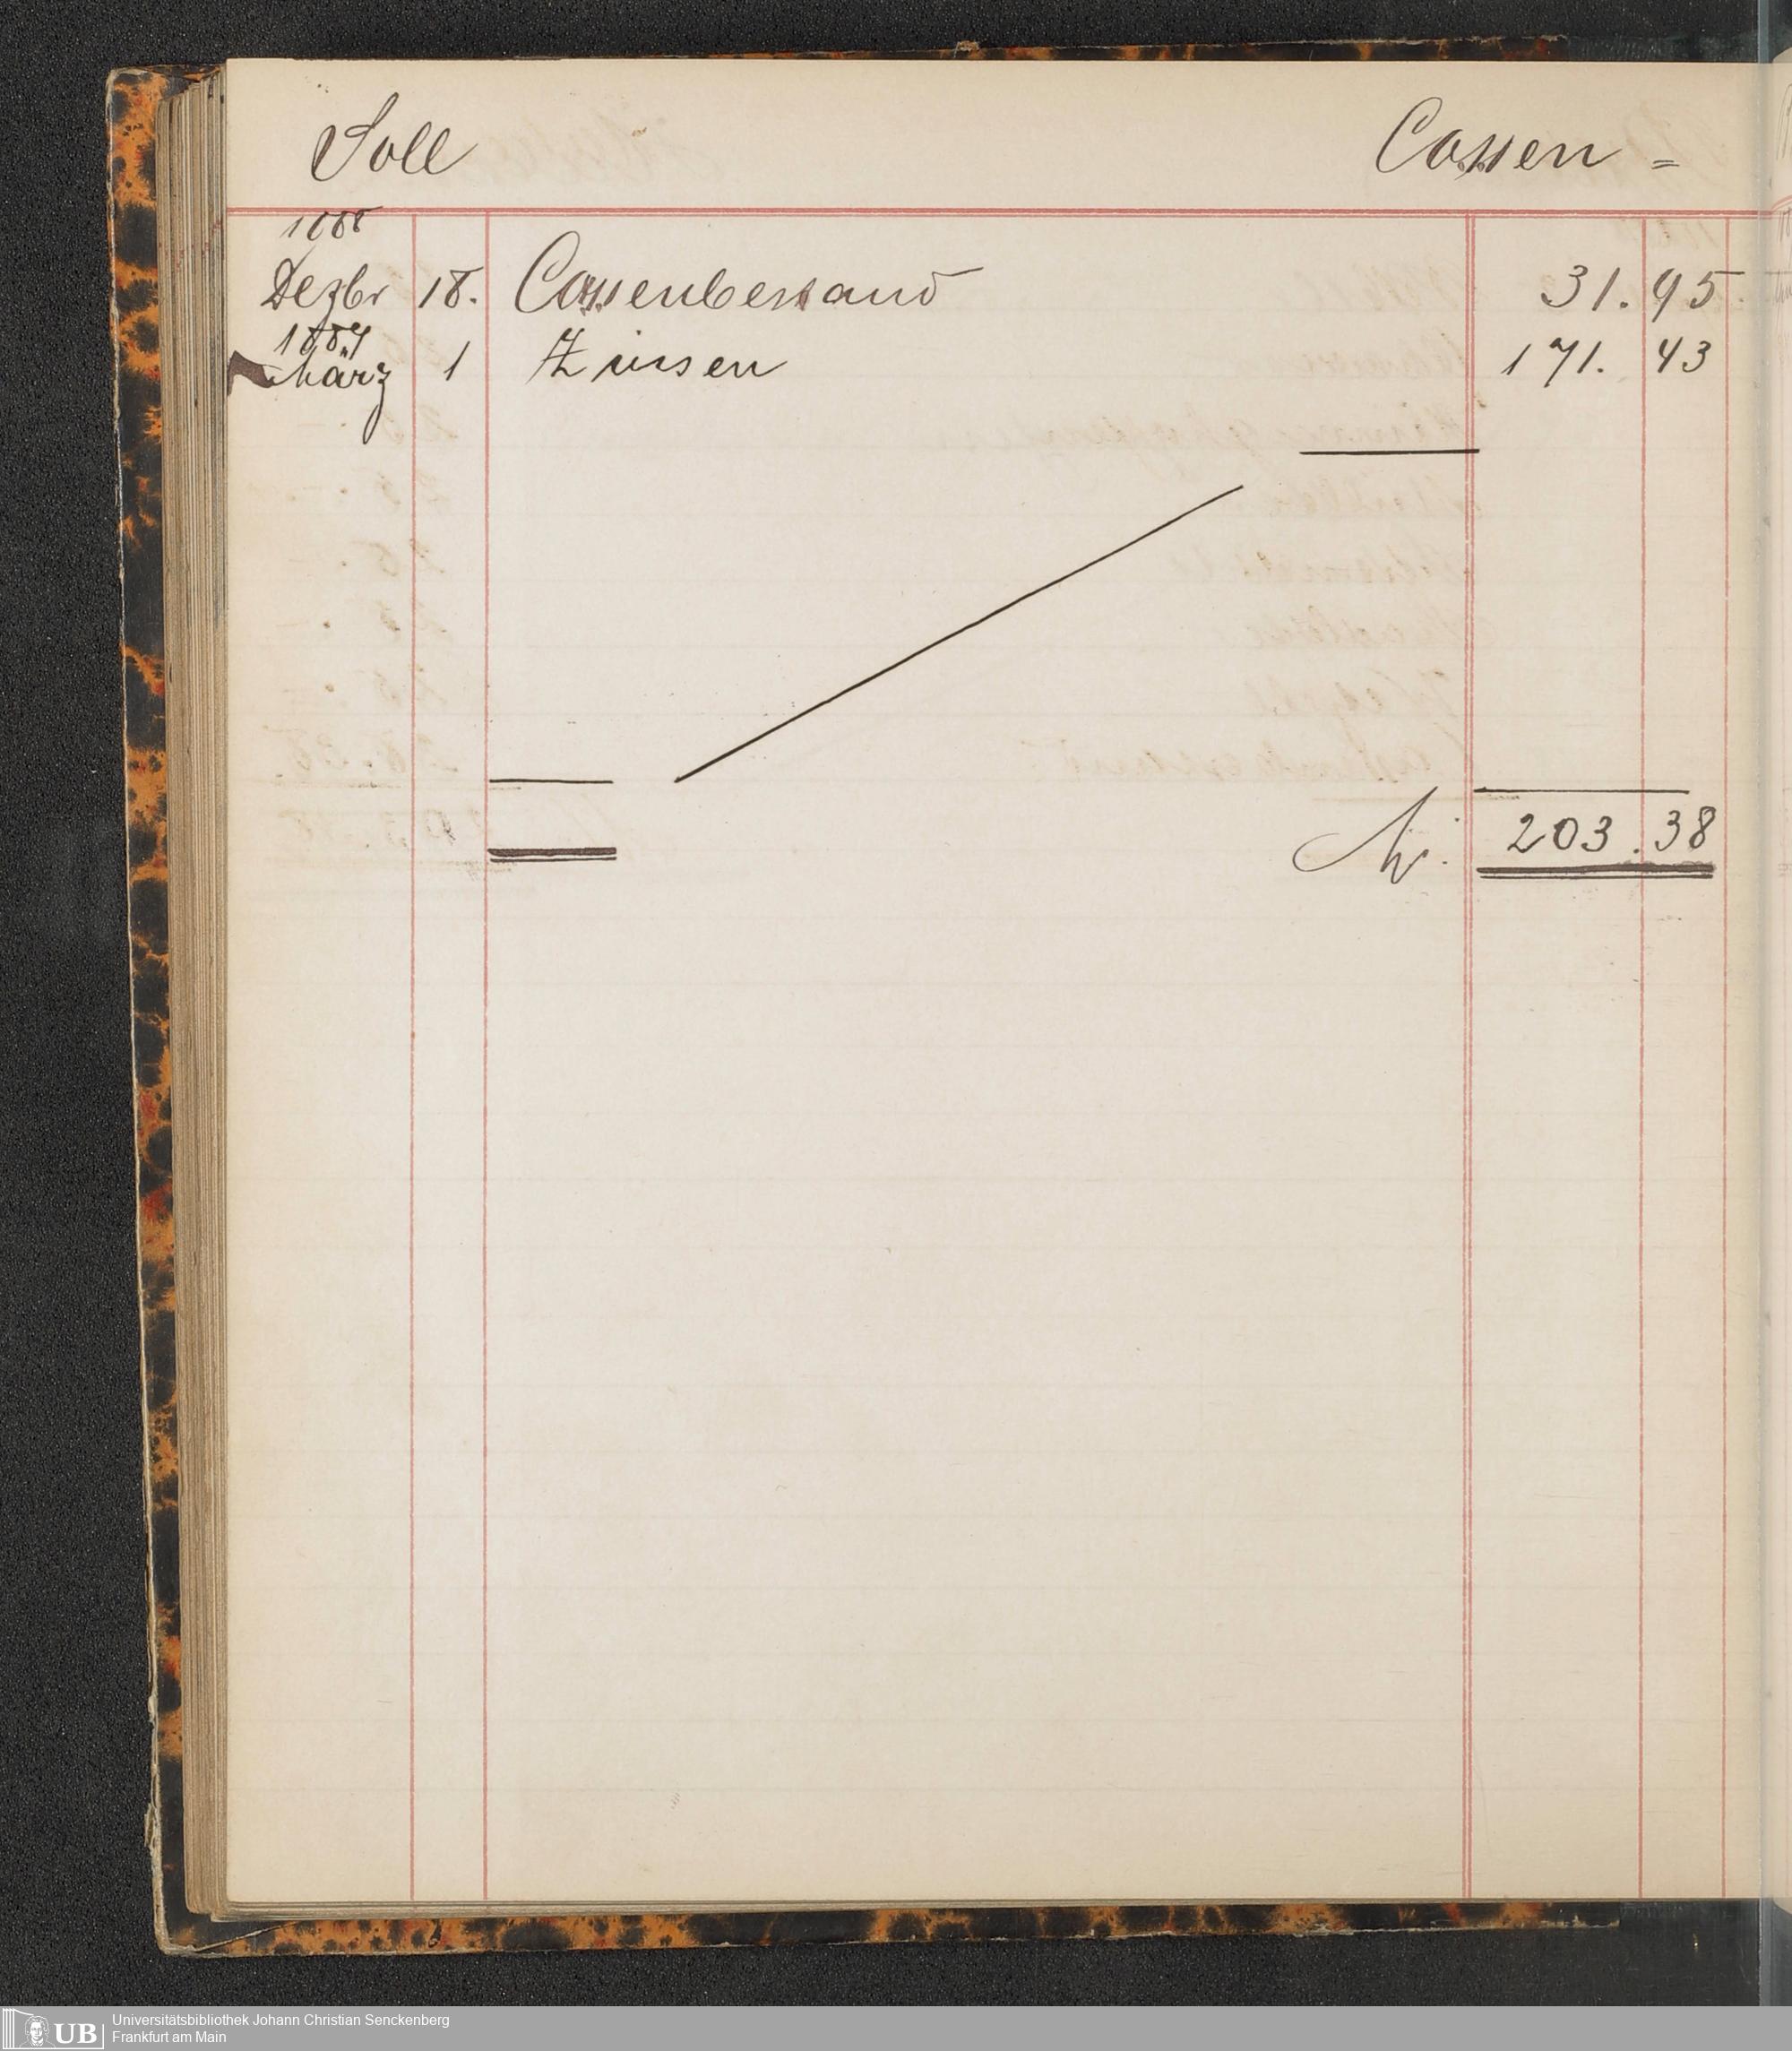 Soll Cassen =
1888
Dezbr 18. Cassenbestand 31. 95
1889
März 1 Zinsen 171. 43
M. 203. 38
UB Universitätsbibliothek Johann Christian Senckenberg
Frankfurt am Main